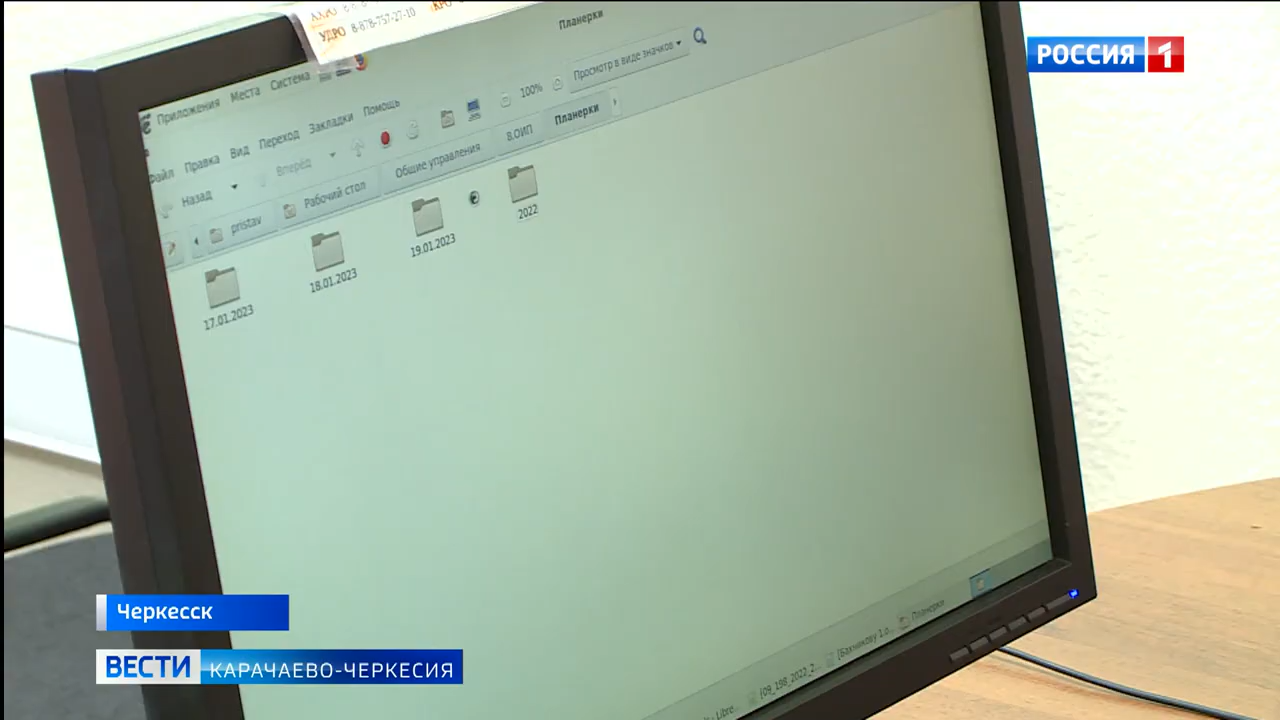 УДРО 8-878-757-27-10
Планерки
РОССИЯ 1
Приложения Места Система
Файл Правка Вид Переход Закладки Помощь
Назад Вперёд 100% Просмотр в виде значков
pristav Рабочий стол Общие управления В.ОИП Планерки
17.01.2023 18.01.2023 19.01.2023 2022
Черкесск
ВЕСТИ КАРАЧАЕВО-ЧЕРКЕСИЯ
Планерки